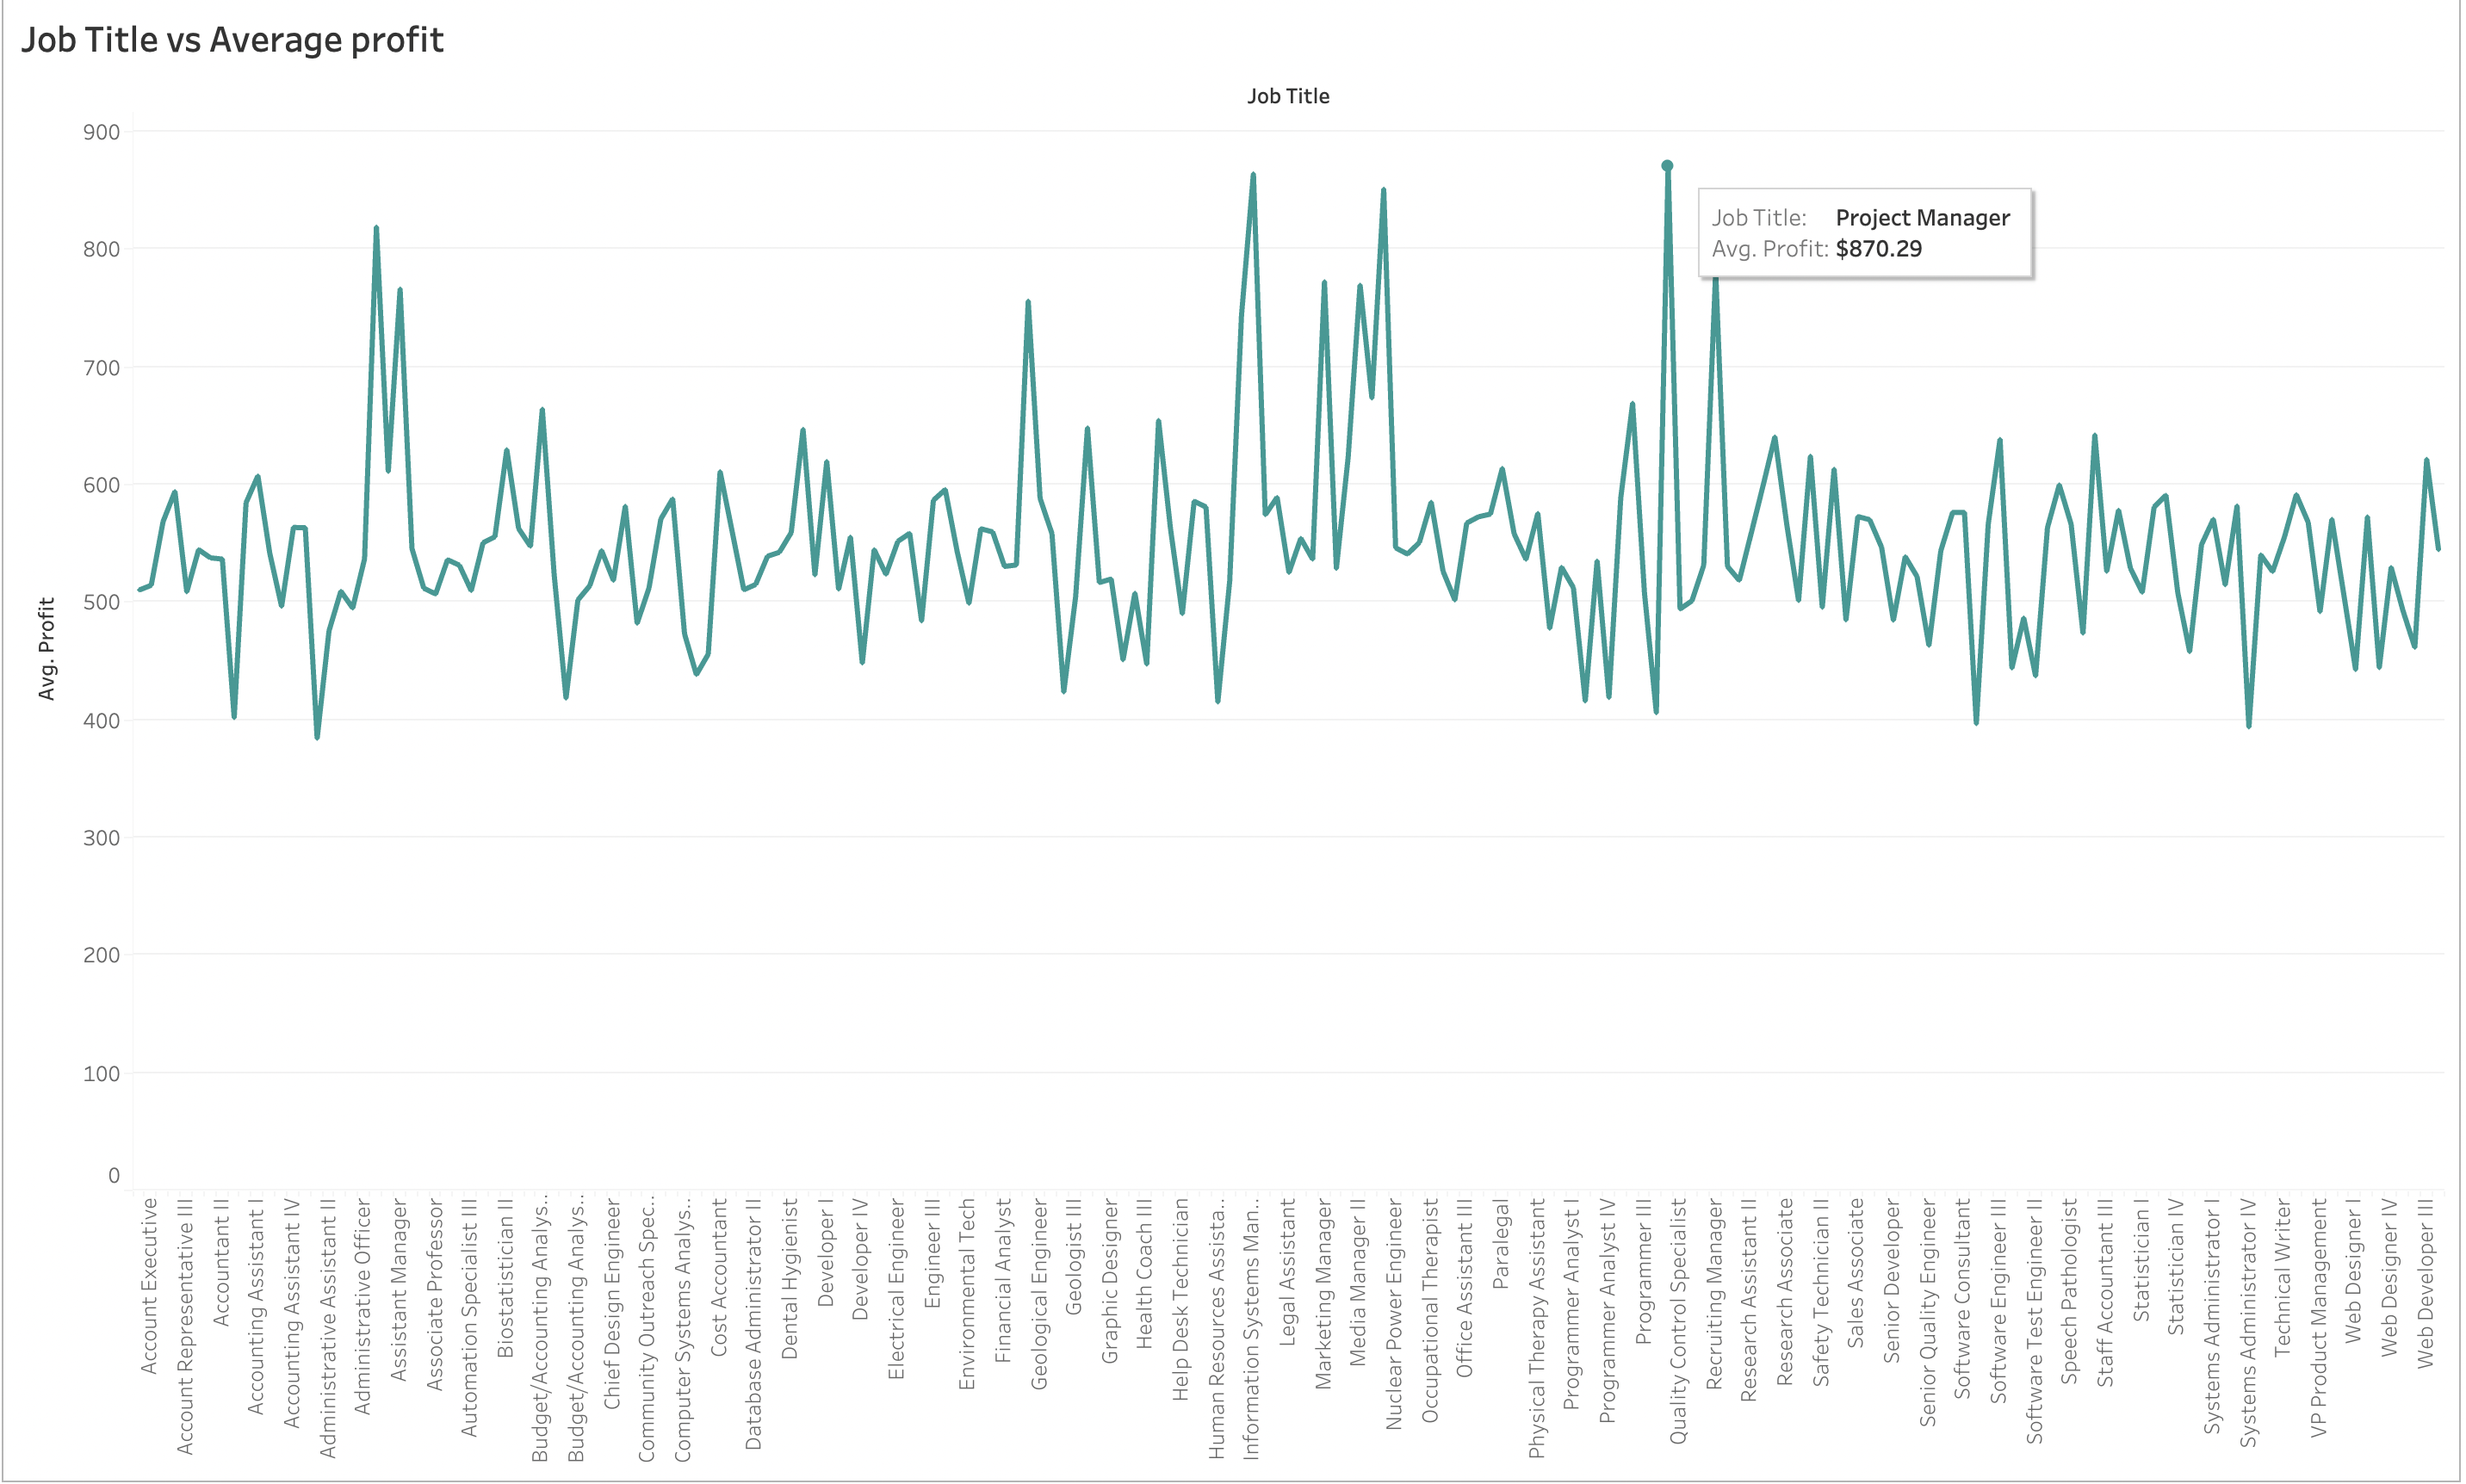 Job Title vs Average profit
Job Title
900
800
700
600
500
400
300
200
100
0
Avg. Profit
Job Title: Project Manager
Avg. Profit: $870.29
Account Executive
Account Representative III
Accountant II
Accounting Assistant I
Accounting Assistant IV
Administrative Assistant II
Administrative Officer
Assistant Manager
Associate Professor
Automation Specialist III
Biostatistician II
Budget/Accounting Analys..
Budget/Accounting Analys..
Chief Design Engineer
Community Outreach Spec..
Computer Systems Analys..
Cost Accountant
Database Administrator II
Dental Hygienist
Developer I
Developer IV
Electrical Engineer
Engineer III
Environmental Tech
Financial Analyst
Geological Engineer
Geologist III
Graphic Designer
Health Coach III
Help Desk Technician
Human Resources Assista..
Information Systems Man..
Legal Assistant
Marketing Manager
Media Manager II
Nuclear Power Engineer
Occupational Therapist
Office Assistant III
Paralegal
Physical Therapy Assistant
Programmer Analyst I
Programmer Analyst IV
Programmer III
Quality Control Specialist
Recruiting Manager
Research Assistant II
Research Associate
Safety Technician II
Sales Associate
Senior Developer
Senior Quality Engineer
Software Consultant
Software Engineer III
Software Test Engineer II
Speech Pathologist
Staff Accountant III
Statistician I
Statistician IV
Systems Administrator I
Systems Administrator IV
Technical Writer
VP Product Management
Web Designer I
Web Designer IV
Web Developer III